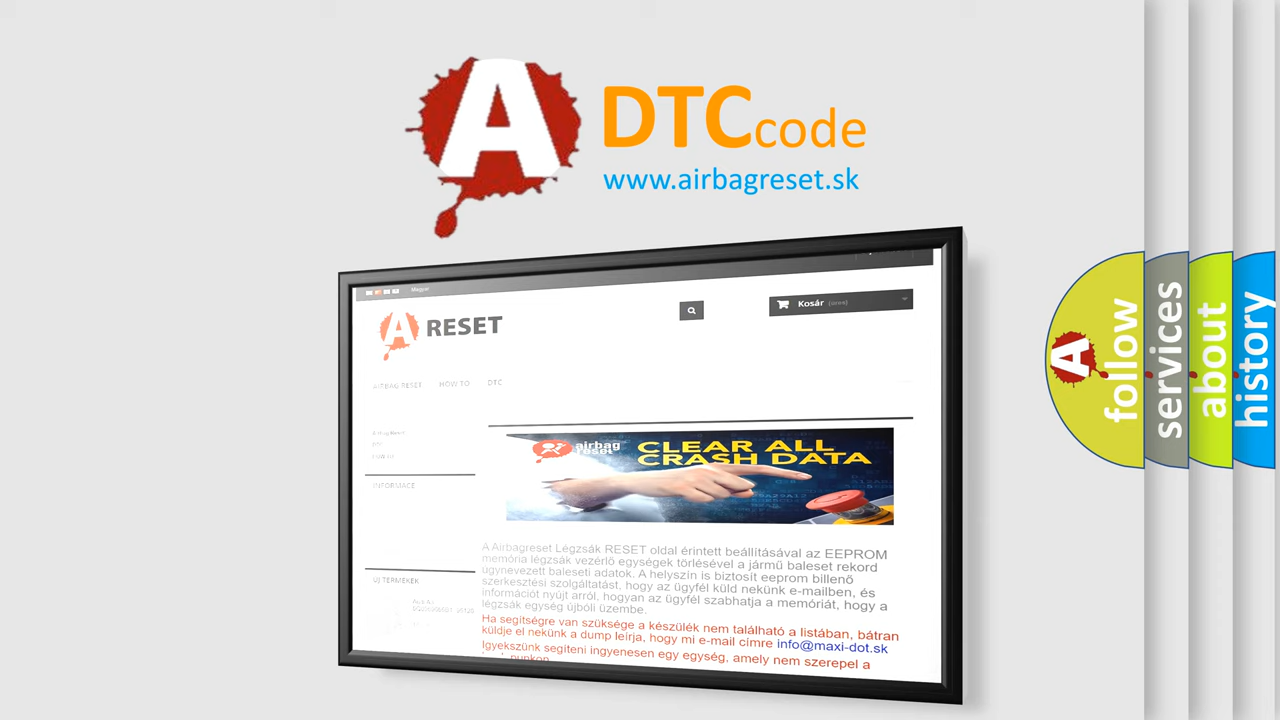 A DTC code
www.airbagreset.sk
Magyar
A RESET
Kosár (üres)
AIRBAG RESET HOW TO DTC
INFORMACE
airbag
reset
CLEAR ALL
CRASH DATA
A Airbagreset Légzsák RESET oldal érintett beállításával az EEPROM
memória légzsák vezérlő egységek törlésével a jármű baleset rekord
úgynevezett baleseti adatok. A helyszín is biztosít eeprom billenő
szerkesztési szolgáltatást, hogy az ügyfél küld nekünk e-mailben, és
információt nyújt arról, hogyan az ügyfél szabhatja a memóriát, hogy a
légzsák egység újbóli üzembe.
Ha segítségre van szüksége a készülék nem található a listában, bátran
küldje el nekünk a dump leírja, hogy mi e-mail címre info@maxi-dot.sk
Igyekszünk segíteni ingyenesen egy egység, amely nem szerepel a
ÚJ TERMÉKEK
A follow
services
about
history